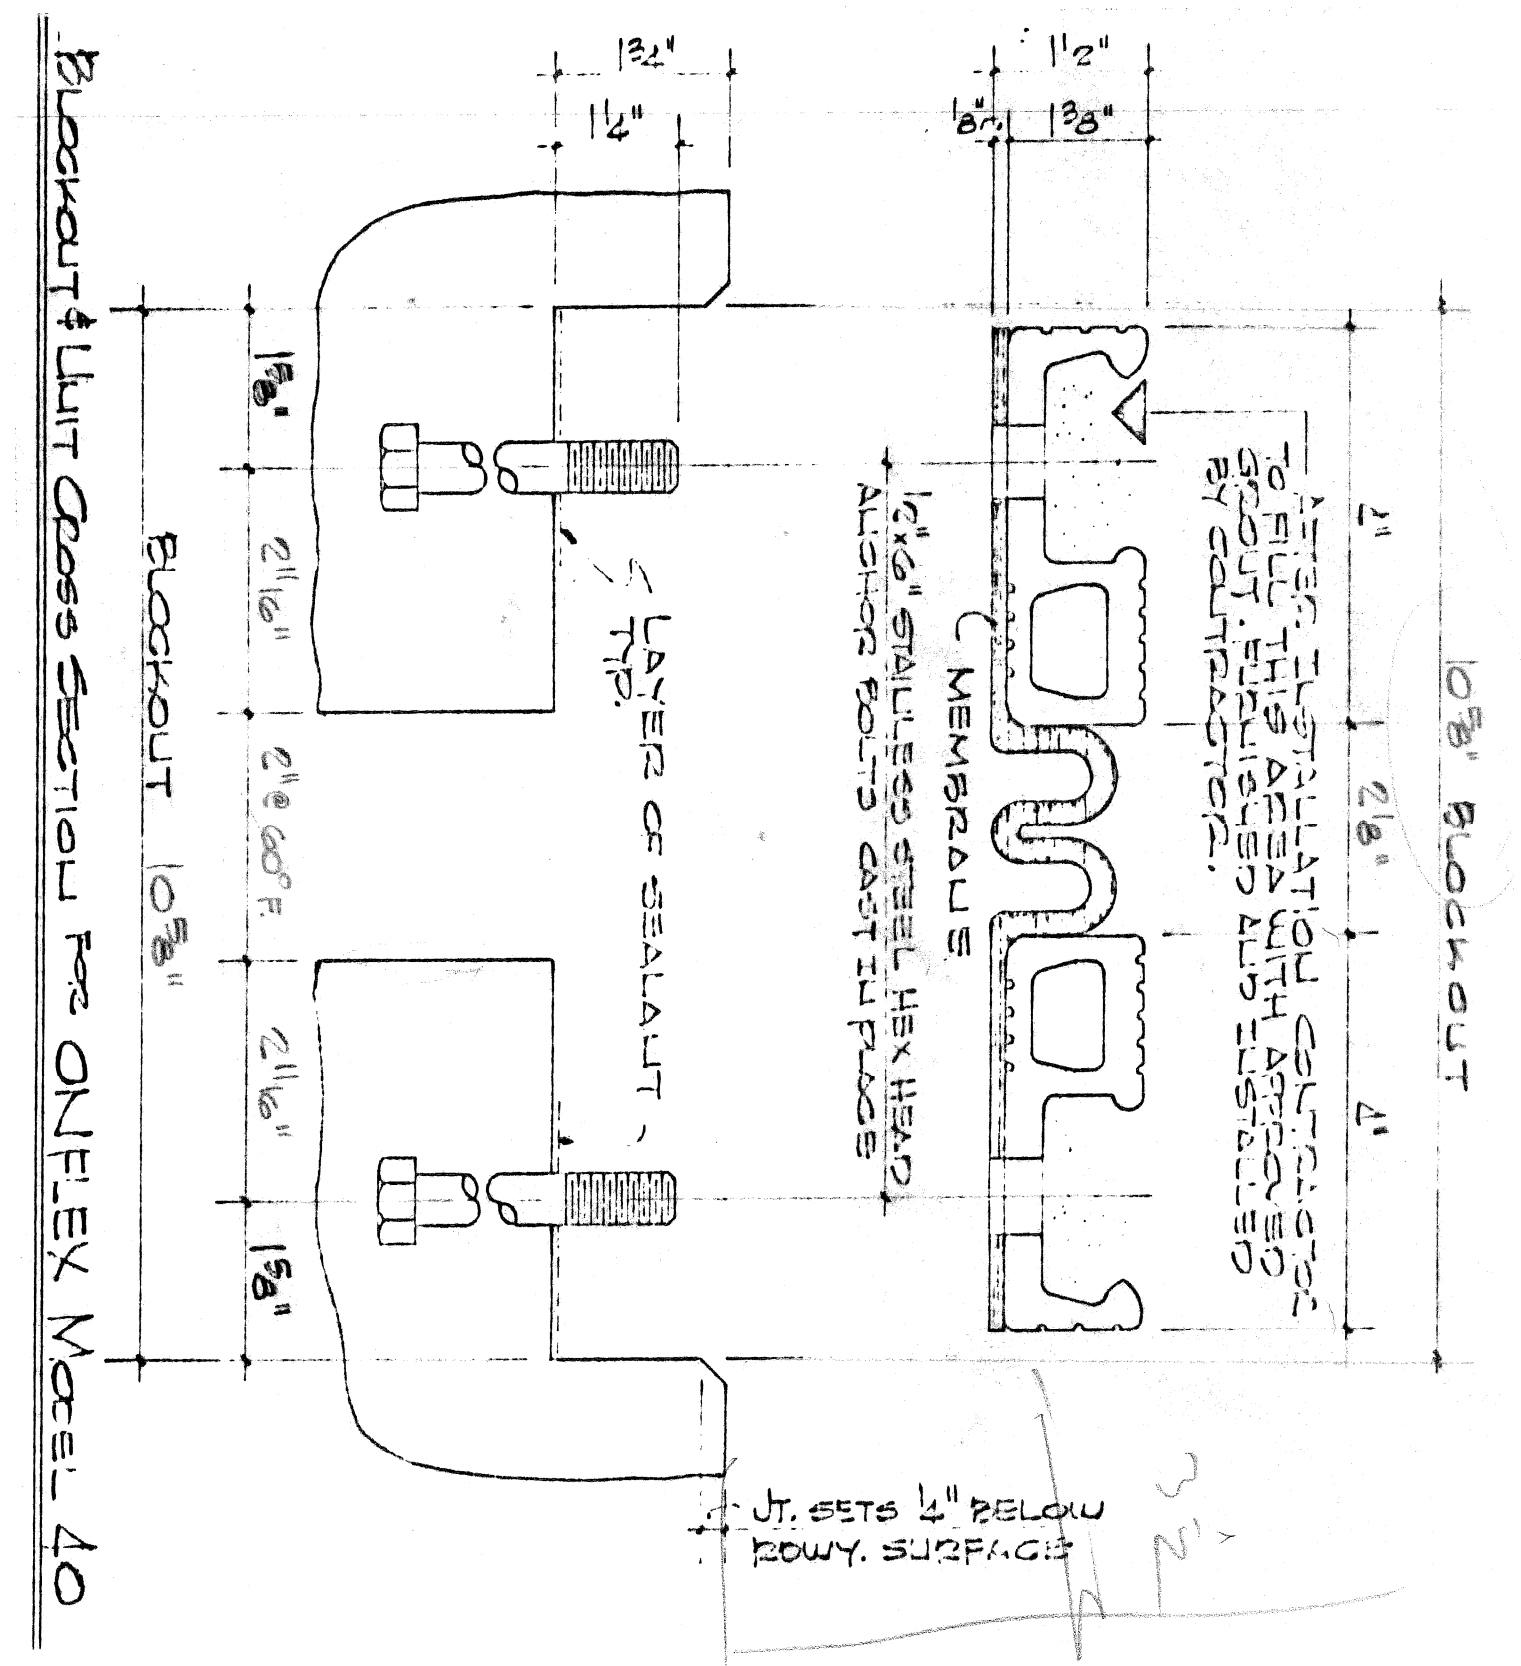 10 5/8" BLOCKOUT
4"
2 1/8"
4"
AFTER INSTALLATION CONTRACTOR
TO FILL THIS AREA WITH APPROVED
GROUT. FURNISHED AND INSTALLED
BY CONTRACTOR.
1 1/2"
1/8"
1 3/8"
MEMBRANE
1/2"x6" STAINLESS STEEL HEX HEAD
ANCHOR BOLTS CAST IN PLACE
1 3/4"
1 1/4"
LAYER OF SEALANT
TYP.
JT. SETS 1/4" BELOW
RDWY. SURFACE
1 5/8"
2 11/16"
2" @ 60° F.
2 11/16"
1 5/8"
BLOCKOUT 10 5/8"
BLOCKOUT & UNIT CROSS SECTION FOR ONFLEX MODEL 40